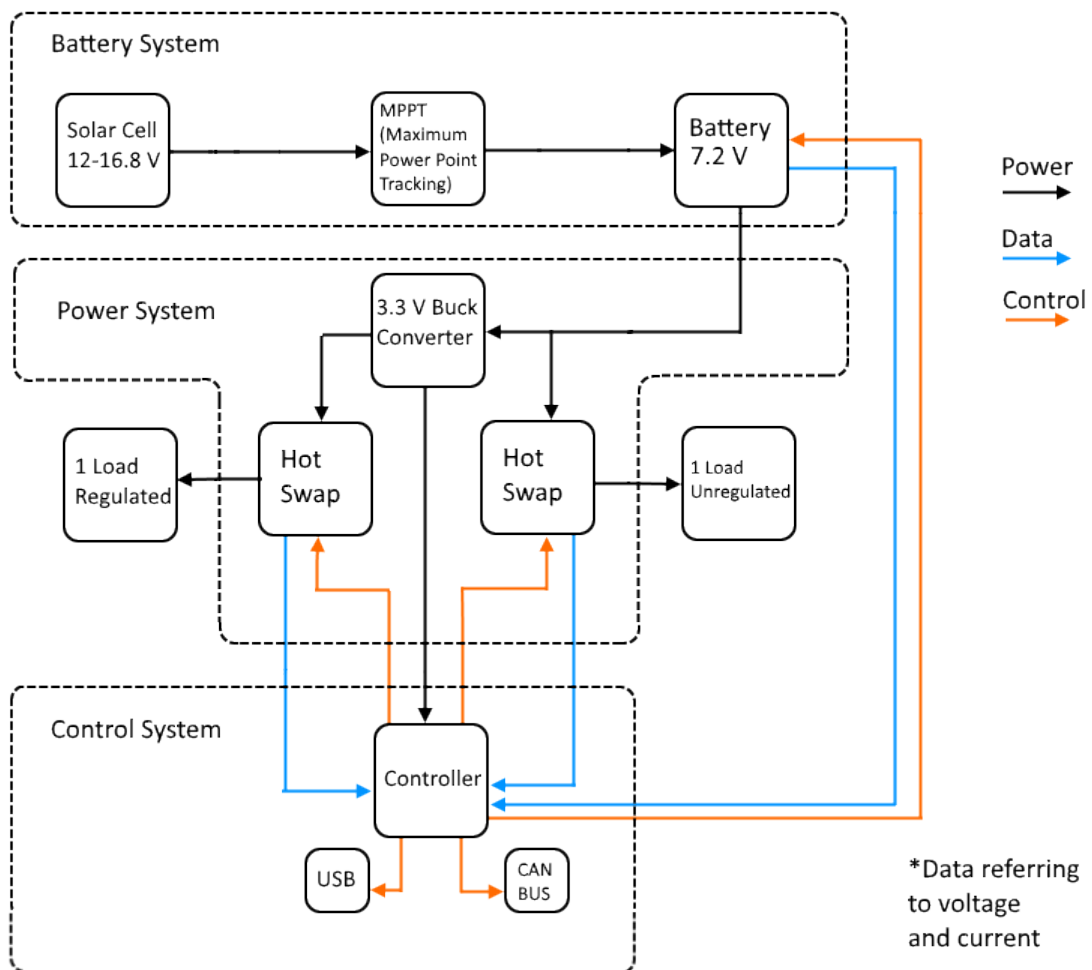 Battery System
Solar Cell
12-16.8 V
MPPT
(Maximum
Power Point
Tracking)
Battery
7.2 V
Power
Data
Control
Power System
3.3 V Buck
Converter
1 Load
Regulated
Hot
Swap
Hot
Swap
1 Load
Unregulated
Control System
Controller
USB
CAN
BUS
*Data referring
to voltage
and current